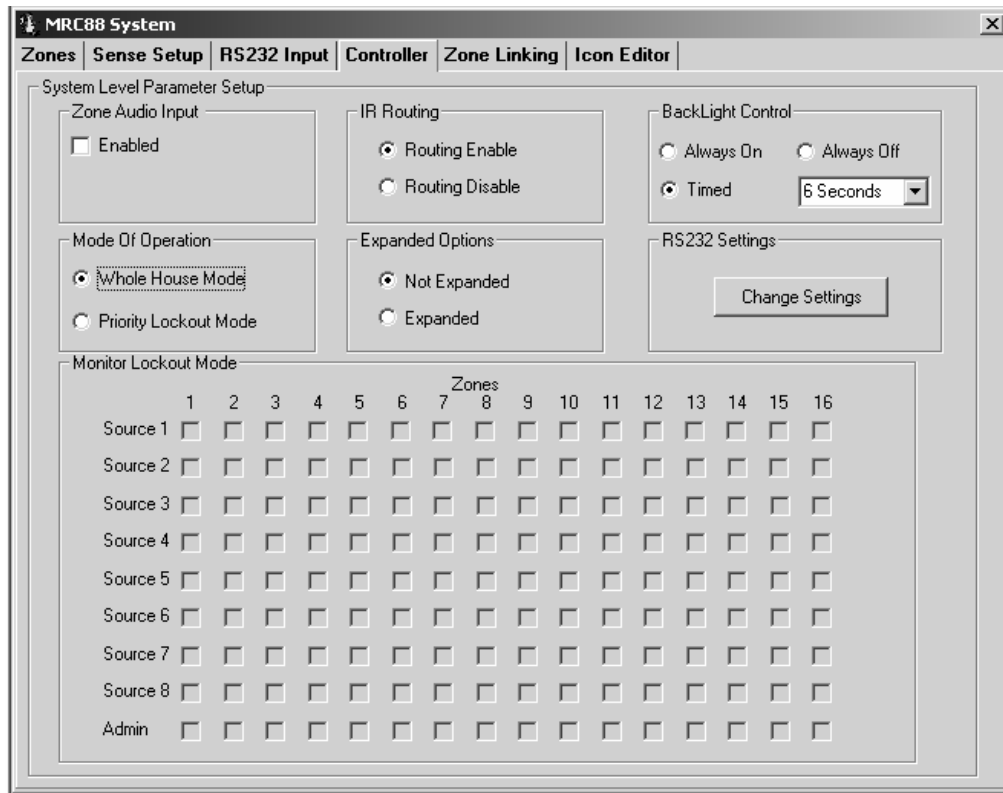 MRC88 System
Zones Sense Setup RS232 Input Controller Zone Linking Icon Editor
System Level Parameter Setup
Zone Audio Input
Enabled
IR Routing
Routing Enable
Routing Disable
BackLight Control
Always On Always Off
Timed 6 Seconds
Mode Of Operation
Whole House Mode
Priority Lockout Mode
Expanded Options
Not Expanded
Expanded
RS232 Settings
Change Settings
Monitor Lockout Mode
Zones
1 2 3 4 5 6 7 8 9 10 11 12 13 14 15 16
Source 1
Source 2
Source 3
Source 4
Source 5
Source 6
Source 7
Source 8
Admin